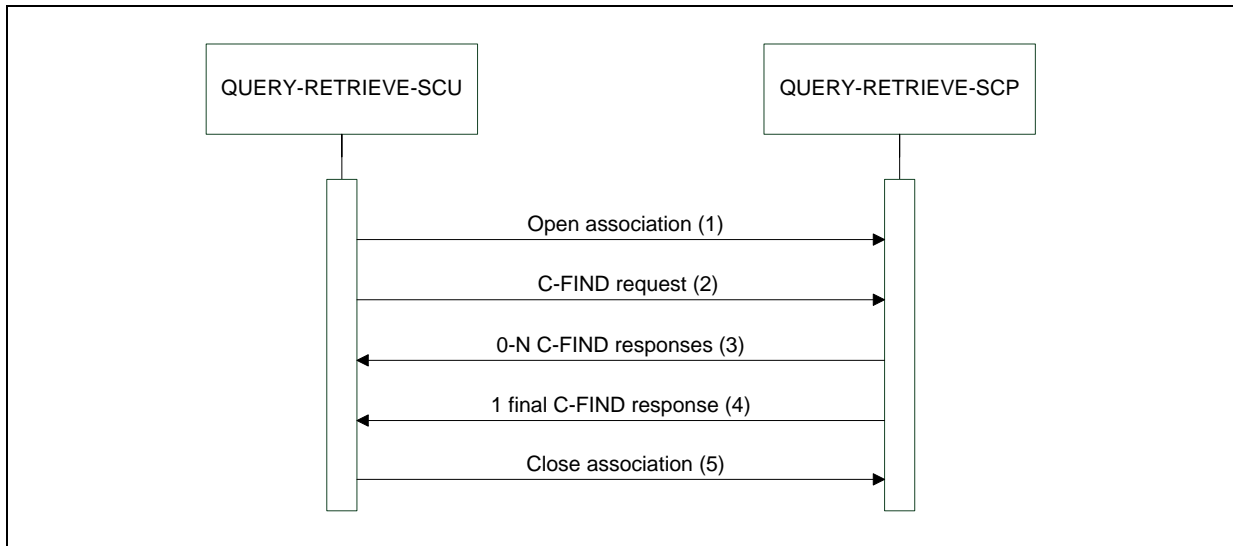 QUERY-RETRIEVE-SCU
QUERY-RETRIEVE-SCP
Open association (1)
C-FIND request (2)
0-N C-FIND responses (3)
1 final C-FIND response (4)
Close association (5)